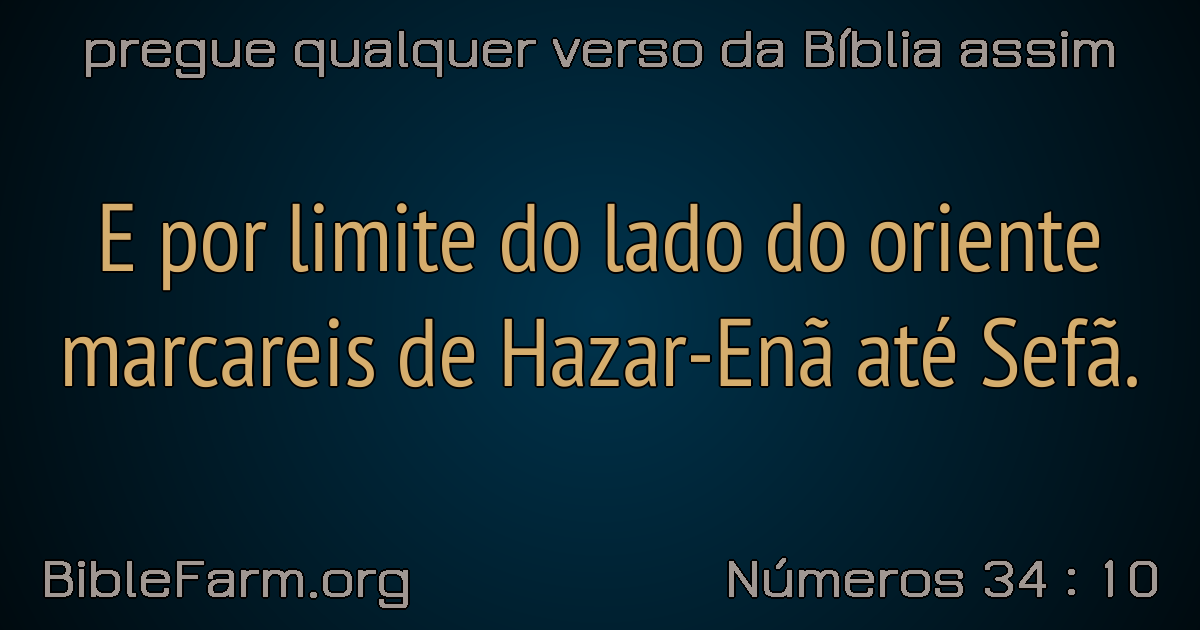 pregue qualquer verso da Bíblia assim
E por limite do lado do oriente
marcareis de Hazar-Enã até Sefã.
BibleFarm.org
Números 34 : 10